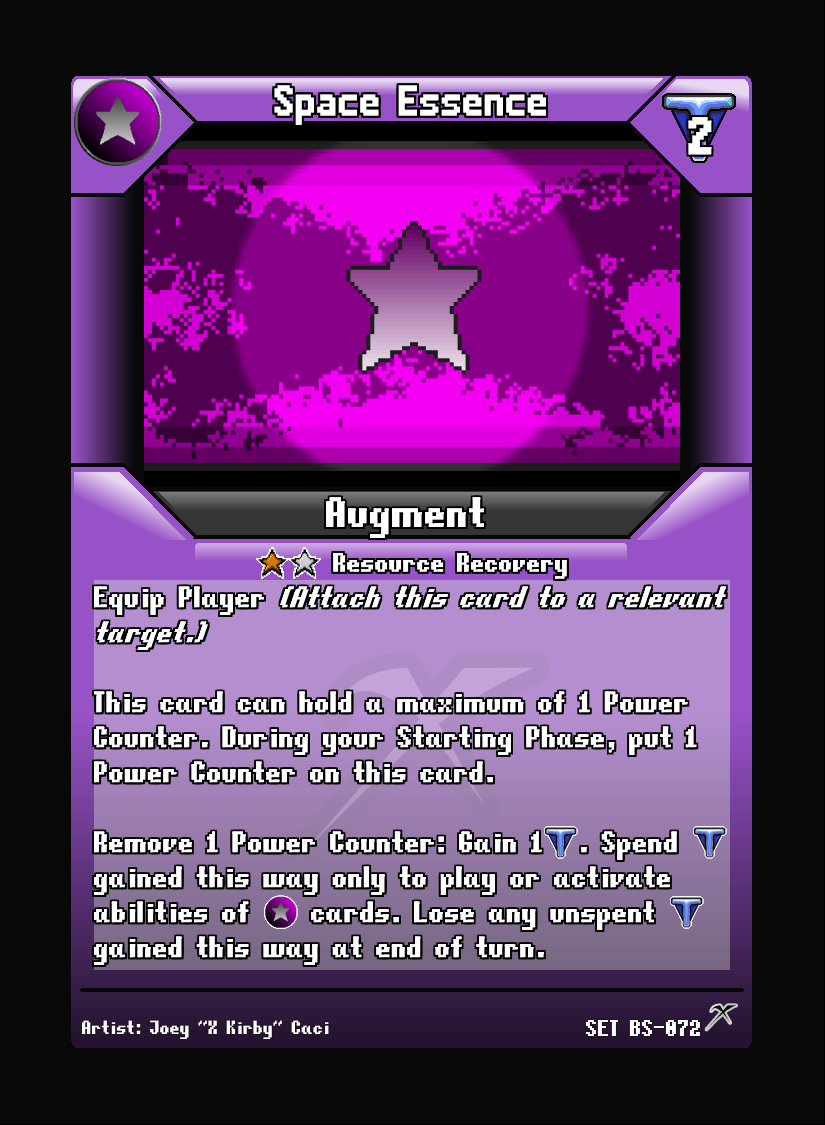 Space Essence
2
Augment
Resource Recovery
Equip Player (Attach this card to a relevant
target.)
This card can hold a maximum of 1 Power
Counter. During your Starting Phase, put 1
Power Counter on this card.
Remove 1 Power Counter: Gain 1 . Spend
gained this way only to play or activate
abilities of cards. Lose any unspent
gained this way at end of turn.
Artist: Joey "X Kirby" Caci
SET BS-072